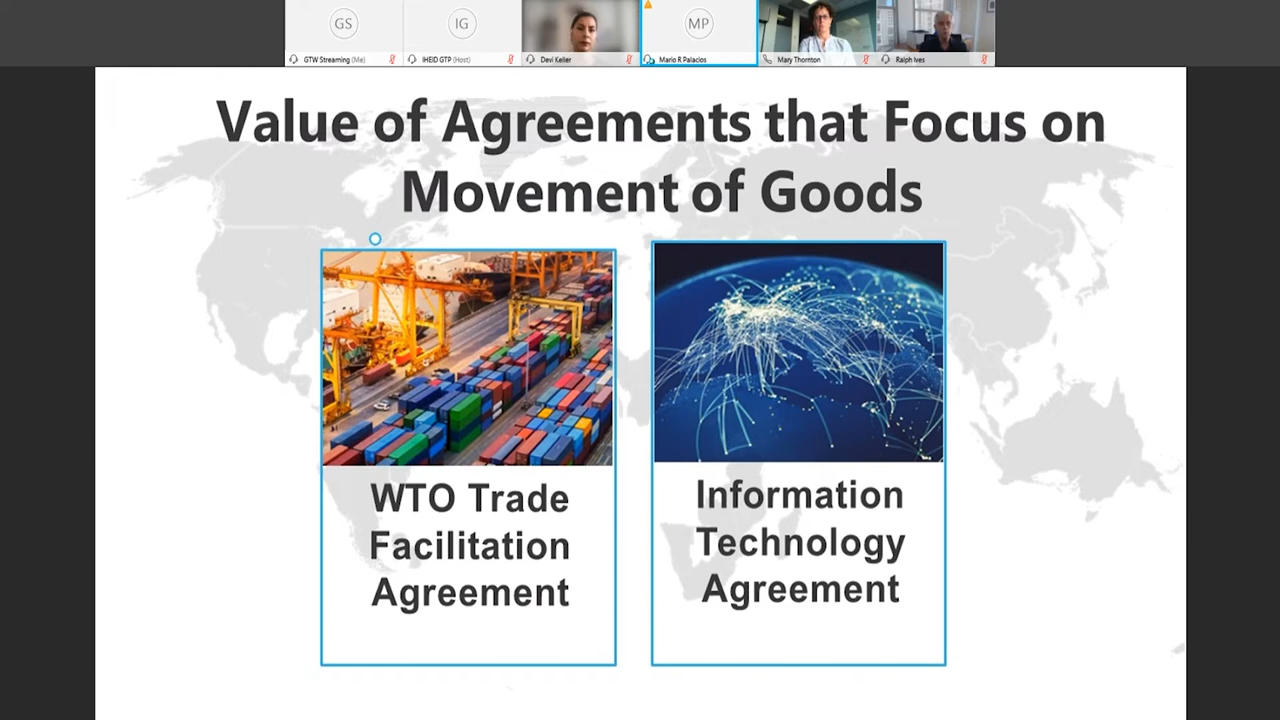 GS
IG
MP
GTW Streaming (Me)
IHEID GTP (Host)
Devi Keller
Mario R Palacios
Mary Thornton
Ralph Ives
Value of Agreements that Focus on
Movement of Goods
WTO Trade
Facilitation
Agreement
Information
Technology
Agreement